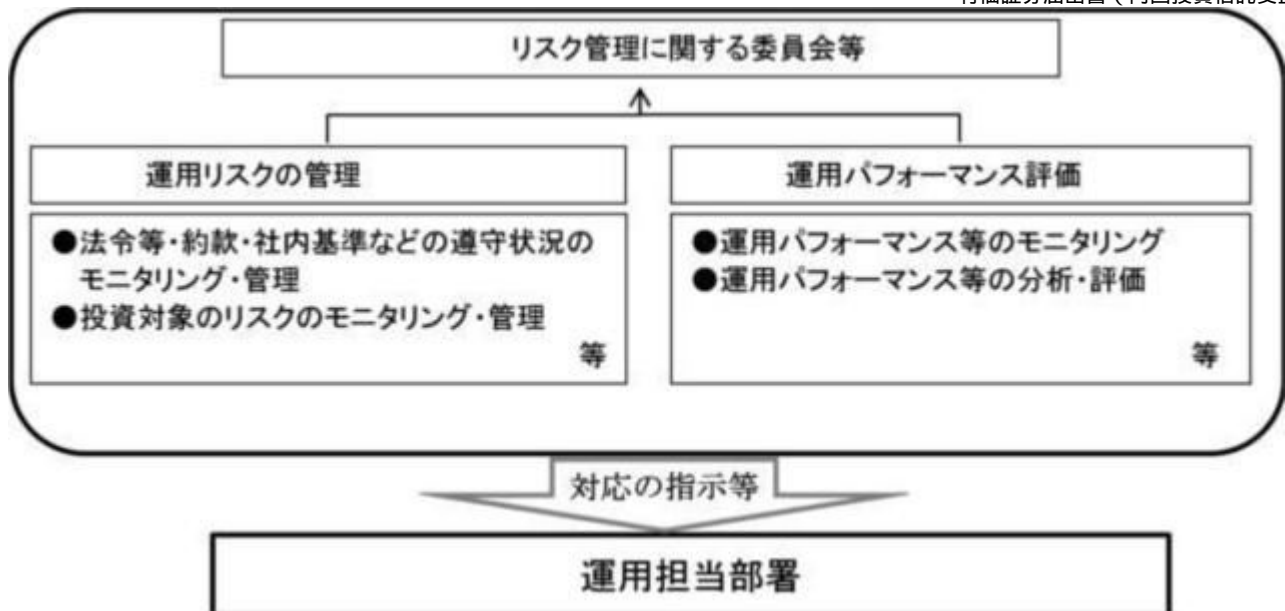 リスク管理に関する委員会等
運用リスクの管理
運用パフォーマンス評価
●法令等・約款・社内基準などの遵守状況の
モニタリング・管理
●投資対象のリスクのモニタリング・管理
等
●運用パフォーマンス等のモニタリング
●運用パフォーマンス等の分析・評価
等
対応の指示等
運用担当部署